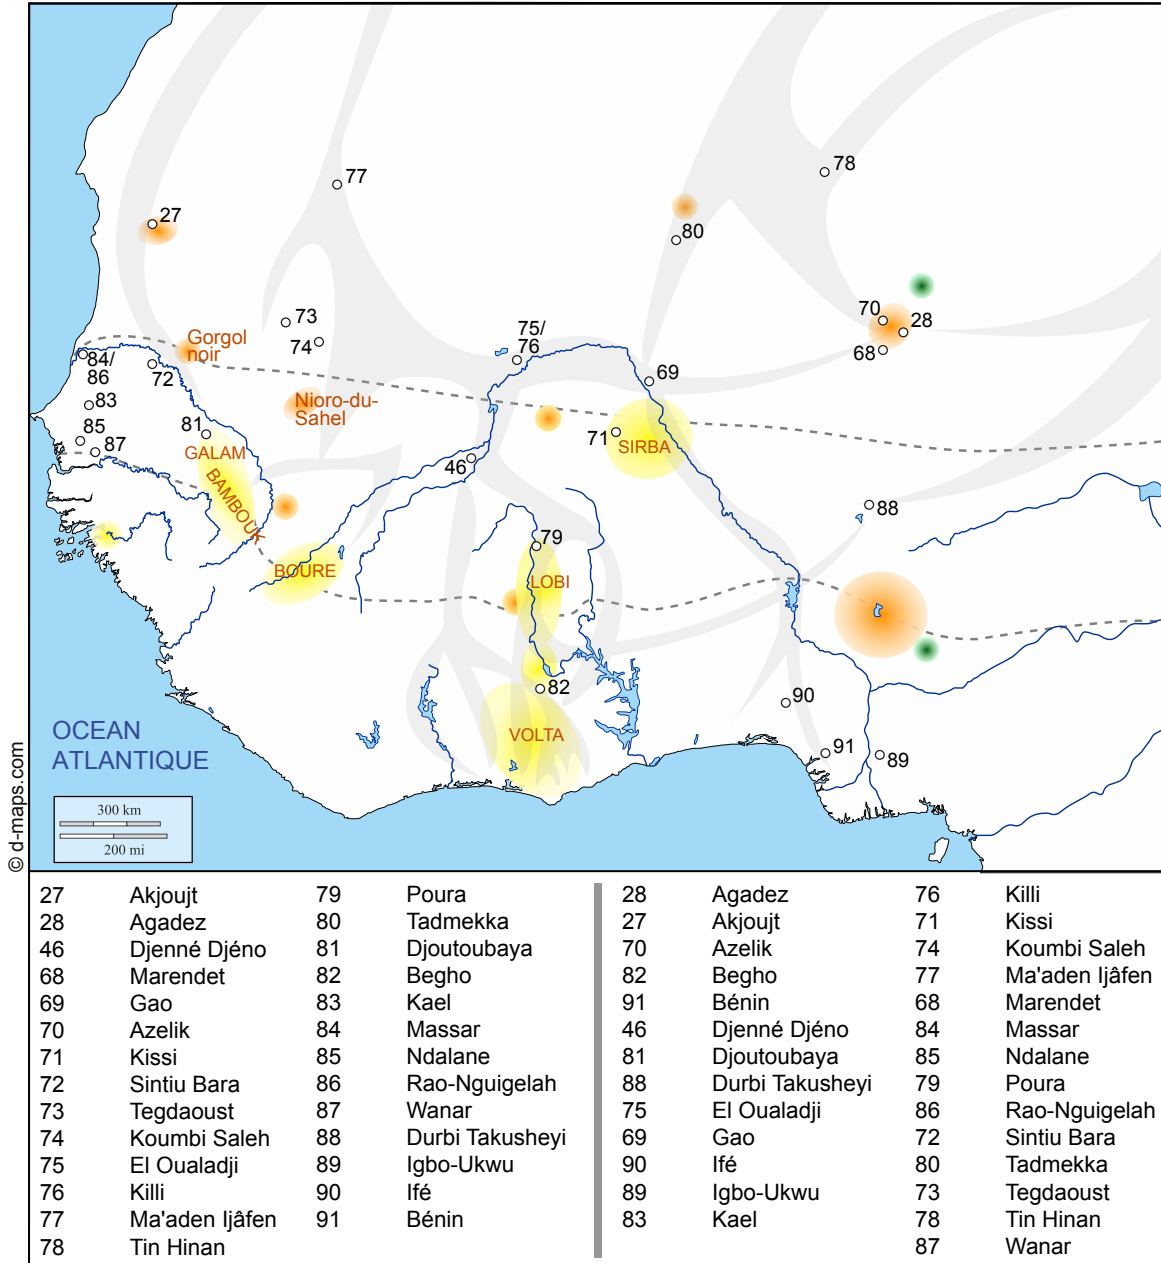 78
77
27
80
70
28
68
73
74
75/
76
Gorgol
noir
84/
86
72
69
83
Nioro-du-
Sahel
85
87
81
GALAM
71
SIRBA
46
BAMBOUK
88
79
BOURE
LOBI
82
90
VOLTA
91
89
OCEAN
ATLANTIQUE
300 km
200 mi
© d-maps.com
27 Akjoujt 79 Poura 28 Agadez 76 Killi
28 Agadez 80 Tadmekka 27 Akjoujt 71 Kissi
46 Djenné Djéno 81 Djoutoubaya 70 Azelik 74 Koumbi Saleh
68 Marendet 82 Begho 82 Begho 77 Ma'aden Ijâfen
69 Gao 83 Kael 91 Bénin 68 Marendet
70 Azelik 84 Massar 46 Djenné Djéno 84 Massar
71 Kissi 85 Ndalane 81 Djoutoubaya 85 Ndalane
72 Sintiu Bara 86 Rao-Nguigelah 88 Durbi Takusheyi 79 Poura
73 Tegdaoust 87 Wanar 75 El Oualadji 86 Rao-Nguigelah
74 Koumbi Saleh 88 Durbi Takusheyi 69 Gao 72 Sintiu Bara
75 El Oualadji 89 Igbo-Ukwu 90 Ifé 80 Tadmekka
76 Killi 90 Ifé 89 Igbo-Ukwu 73 Tegdaoust
77 Ma'aden Ijâfen 91 Bénin 83 Kael 78 Tin Hinan
78 Tin Hinan 87 Wanar